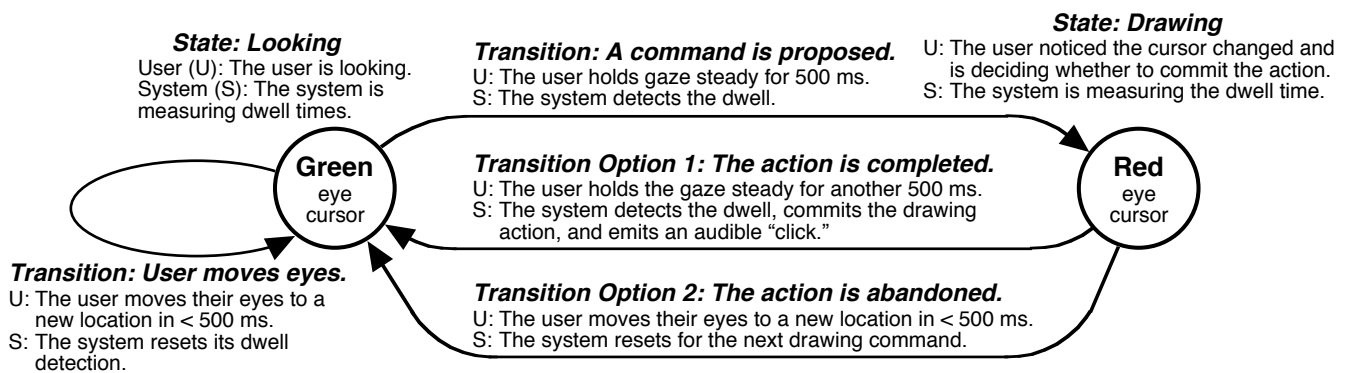 State: Looking
User (U): The user is looking.
System (S): The system is
measuring dwell times.
Transition: A command is proposed.
U: The user holds gaze steady for 500 ms.
S: The system detects the dwell.
State: Drawing
U: The user noticed the cursor changed and
is deciding whether to commit the action.
S: The system is measuring the dwell time.
Green
eye
cursor
Transition Option 1: The action is completed.
U: The user holds the gaze steady for another 500 ms.
S: The system detects the dwell, commits the drawing
action, and emits an audible “click.”
Red
eye
cursor
Transition: User moves eyes.
U: The user moves their eyes to a
new location in < 500 ms.
S: The system resets its dwell
detection.
Transition Option 2: The action is abandoned.
U: The user moves their eyes to a new location in < 500 ms.
S: The system resets for the next drawing command.